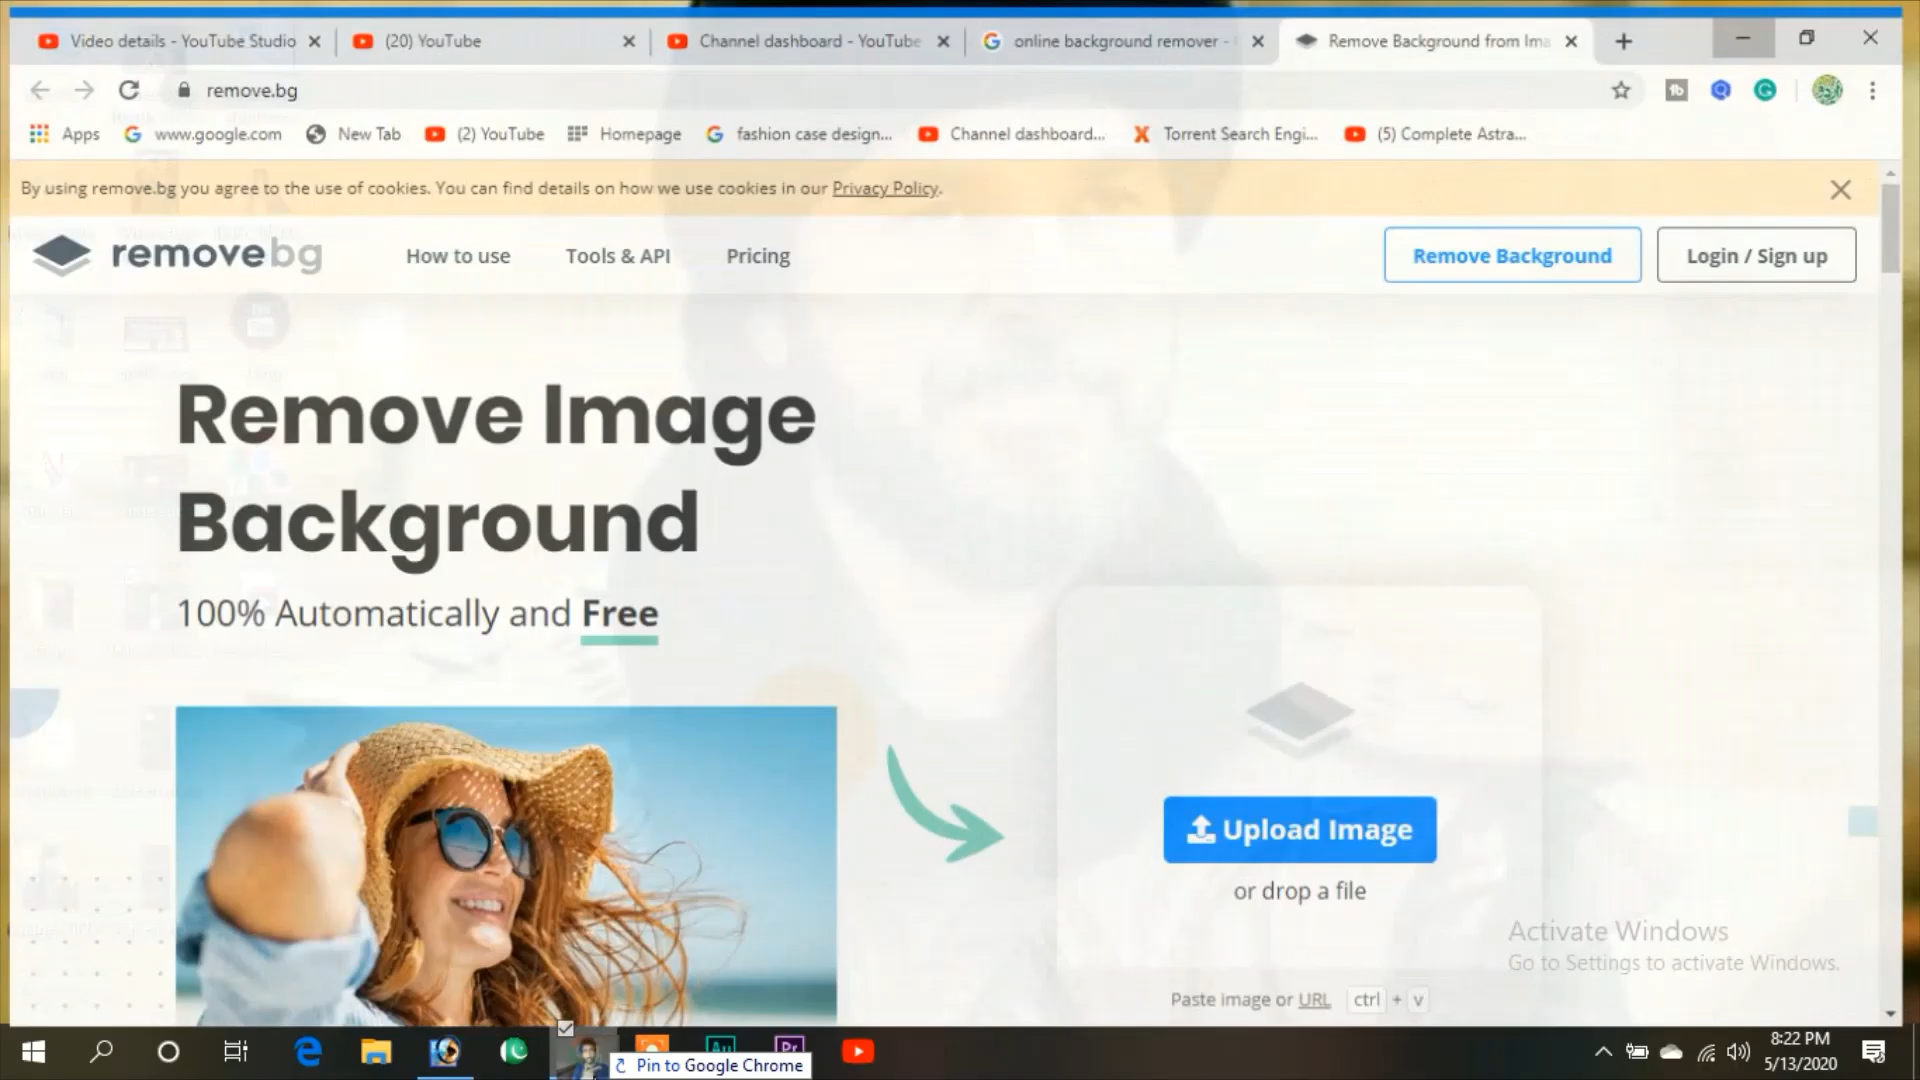 Video details - YouTube Studio
(20) YouTube
Channel dashboard - YouTube
online background remover -
Remove Background from Ima
remove.bg
Apps
www.google.com
New Tab
(2) YouTube
Homepage
fashion case design...
Channel dashboard...
Torrent Search Engi...
(5) Complete Astra...
By using remove.bg you agree to the use of cookies. You can find details on how we use cookies in our Privacy Policy.
removebg
How to use
Tools & API
Pricing
Remove Background
Login / Sign up
Remove Image
Background
100% Automatically and Free
Upload Image
or drop a file
Activate Windows
Go to Settings to activate Windows.
Paste image or URL ctrl + v
Au
Pr
Pin to Google Chrome
8:22 PM
5/13/2020